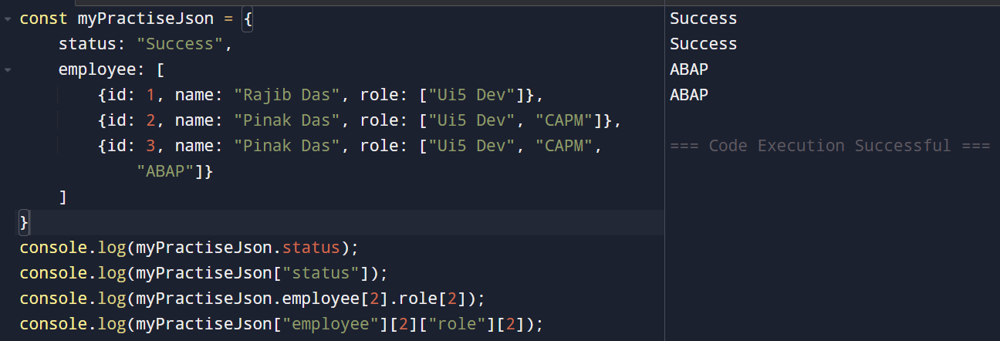 const myPractiseJson = {
    status: "Success",
    employee: [
        {id: 1, name: "Rajib Das", role: ["Ui5 Dev"]},
        {id: 2, name: "Pinak Das", role: ["Ui5 Dev", "CAPM"]},
        {id: 3, name: "Pinak Das", role: ["Ui5 Dev", "CAPM",
            "ABAP"]}
    ]
}
console.log(myPractiseJson.status);
console.log(myPractiseJson["status"]);
console.log(myPractiseJson.employee[2].role[2]);
console.log(myPractiseJson["employee"][2]["role"][2]);
Success
Success
ABAP
ABAP
=== Code Execution Successful ===